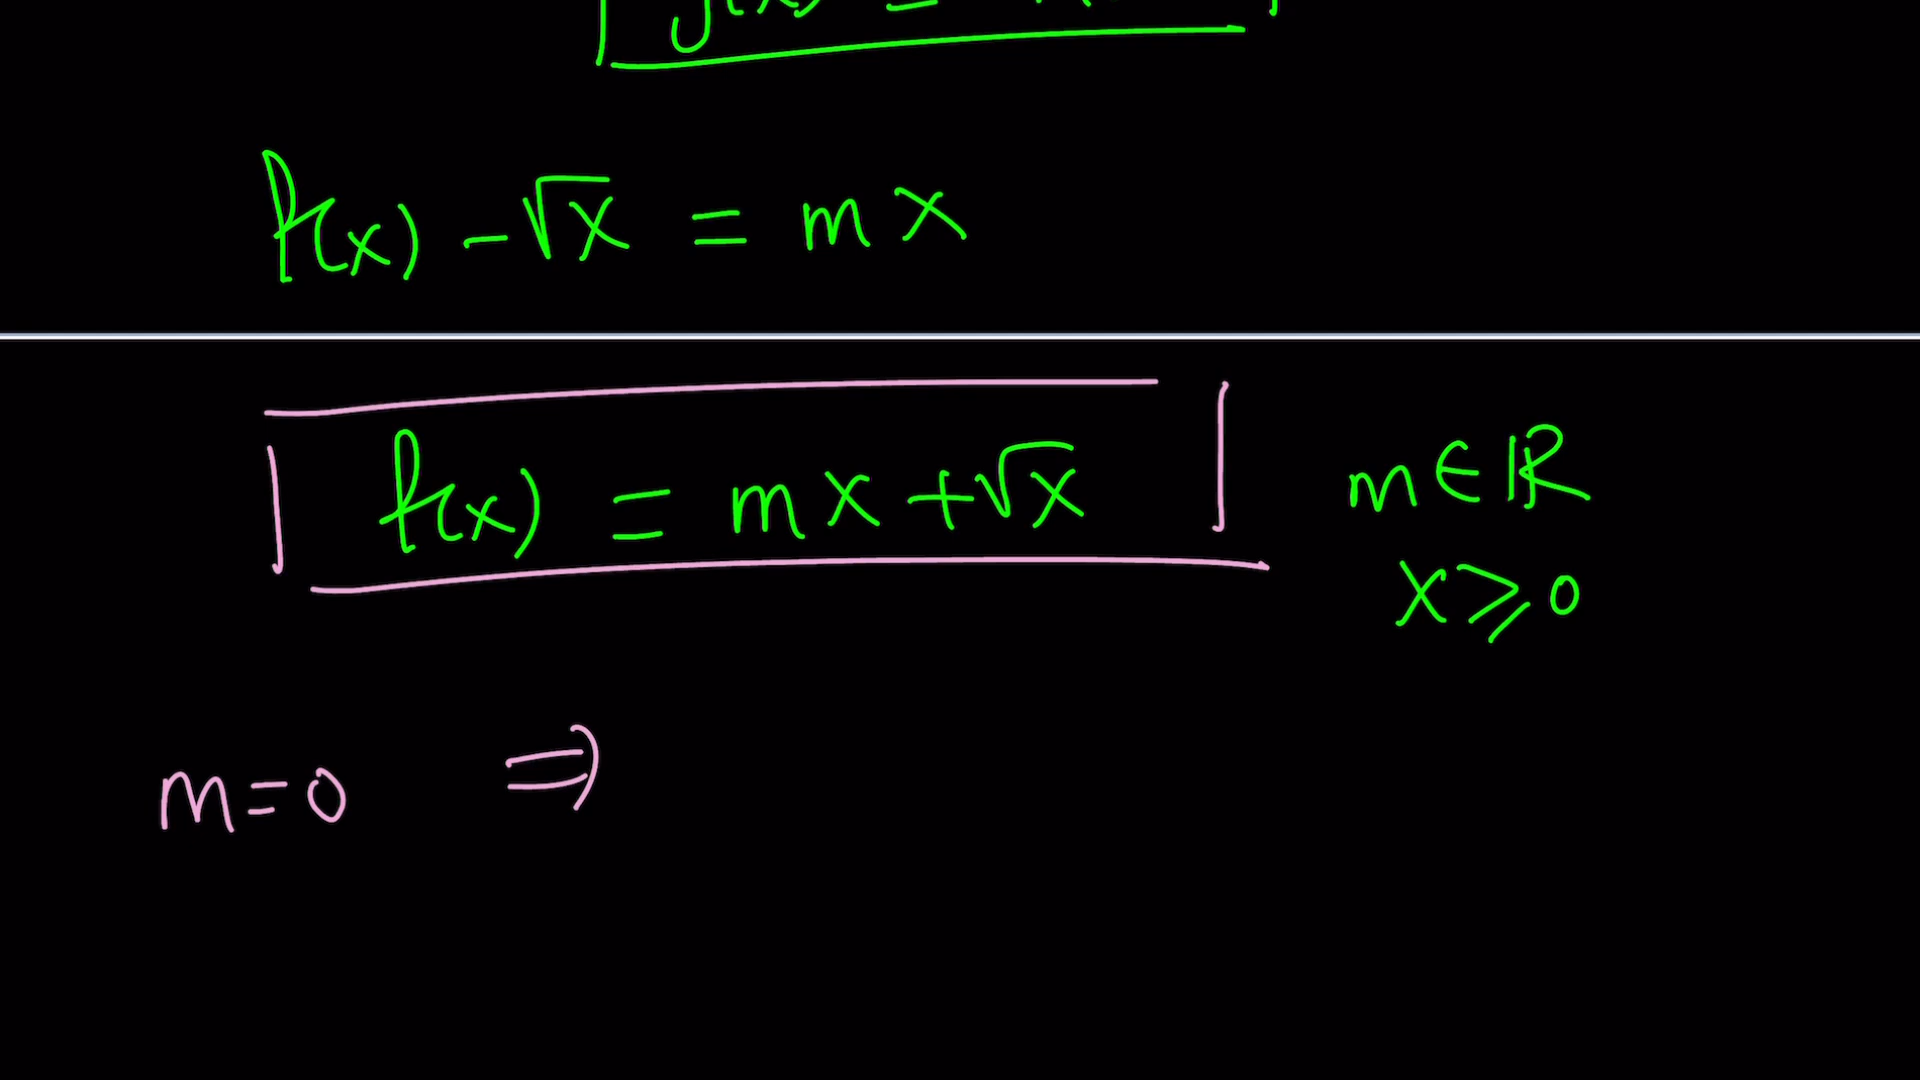 f(x) - √x = mx
f(x) = mx + √x
m ∈ ℝ
x ⩾ 0
m = 0 ⇒